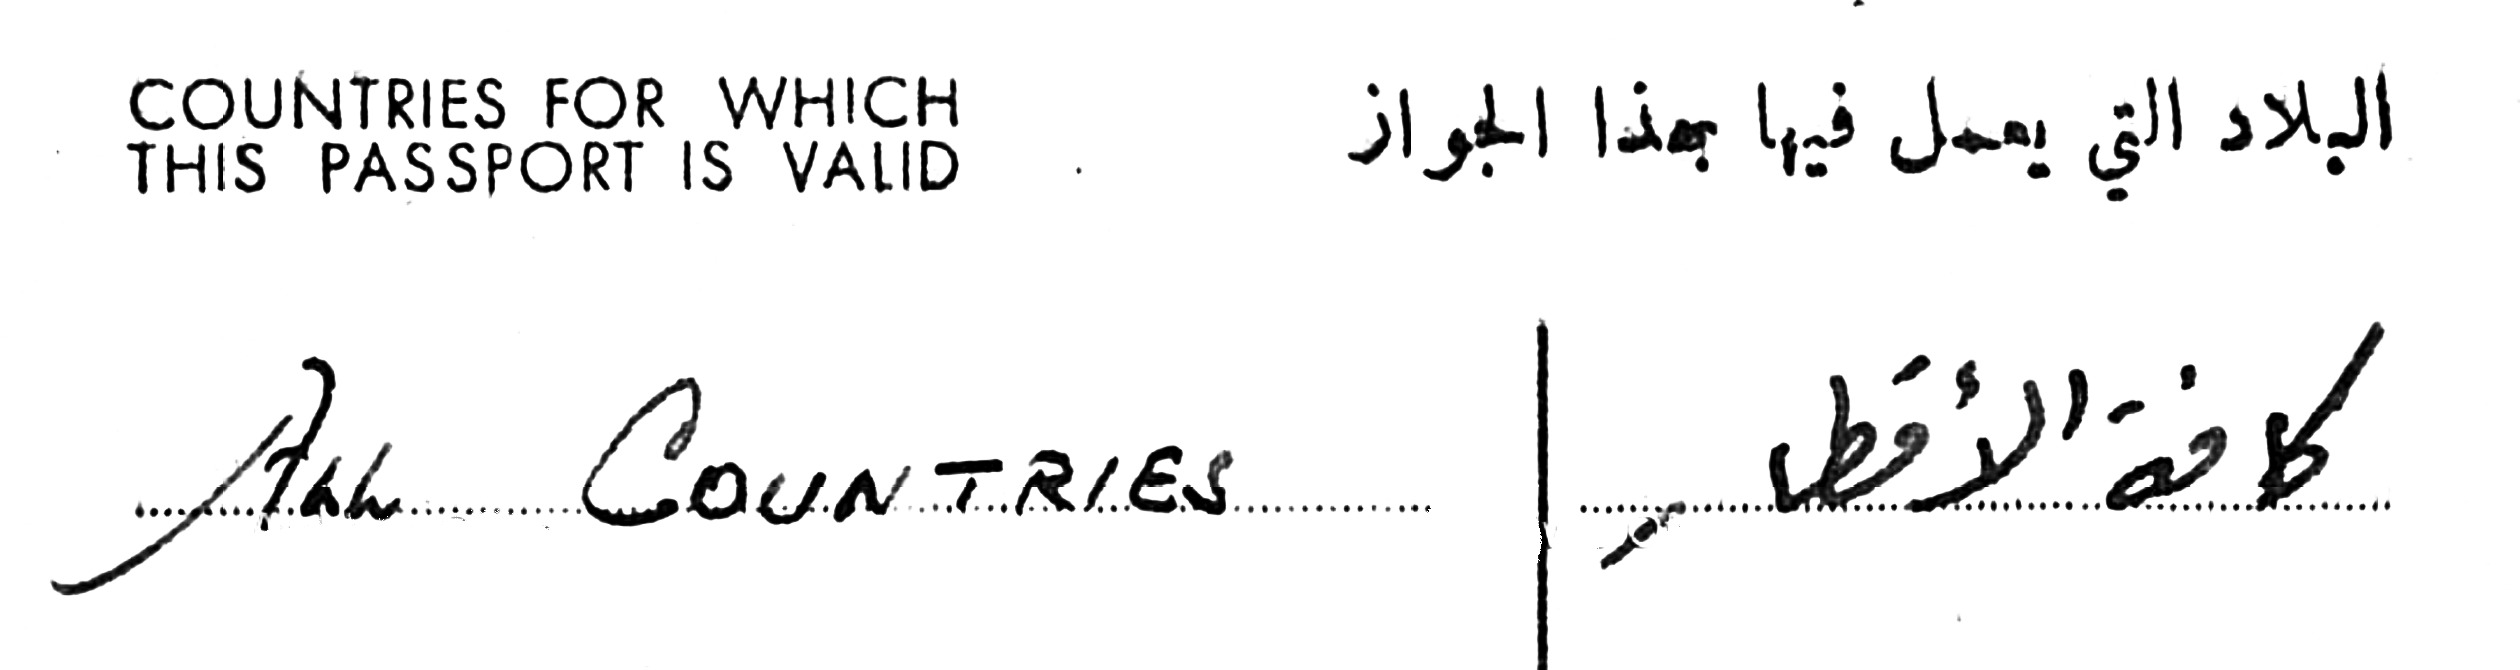 COUNTRIES FOR WHICH
THIS PASSPORT IS VALID
البلاد التي يعمل فيها بهذا الجواز
All COUNTRIES
كافة الأقطار